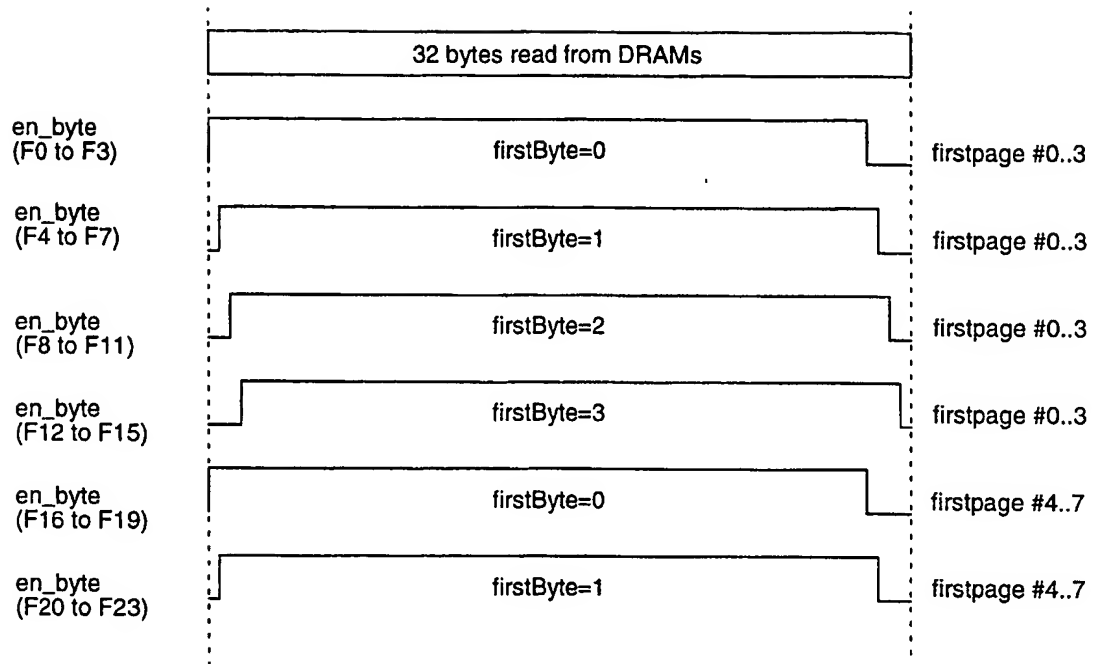 32 bytes read from DRAMs
en_byte
(F0 to F3)
firstByte=0
firstpage #0..3
en_byte
(F4 to F7)
firstByte=1
firstpage #0..3
en_byte
(F8 to F11)
firstByte=2
firstpage #0..3
en_byte
(F12 to F15)
firstByte=3
firstpage #0..3
en_byte
(F16 to F19)
firstByte=0
firstpage #4..7
en_byte
(F20 to F23)
firstByte=1
firstpage #4..7